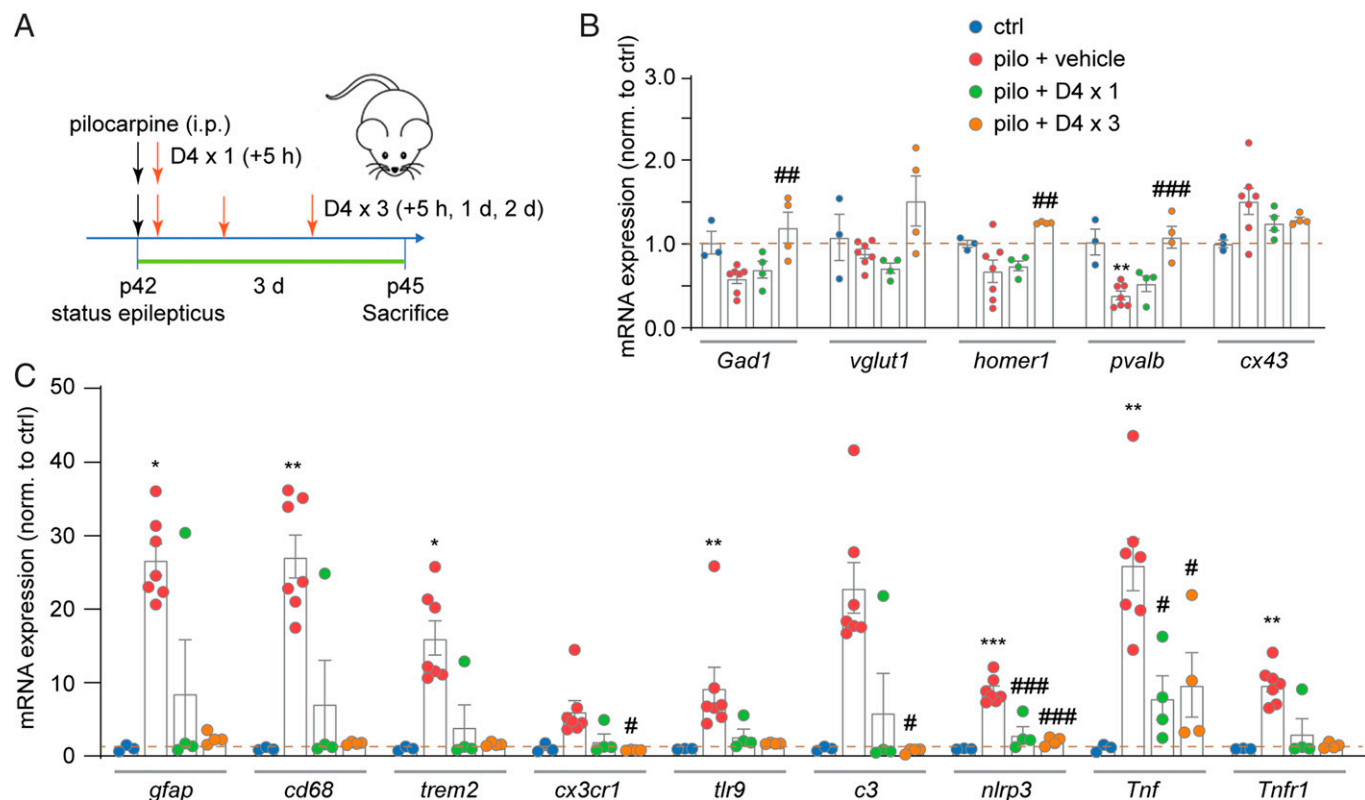 A
pilocarpine (i.p.)
D4 x 1 (+5 h)
D4 x 3 (+5 h, 1 d, 2 d)
p42
3 d
p45
status epilepticus
Sacrifice
B
ctrl
pilo + vehicle
pilo + D4 x 1
pilo + D4 x 3
mRNA expression (norm. to ctrl)
3.0
2.0
1.0
0.0
##
##
**
###
Gad1
vglut1
homer1
pvalb
cx43
C
mRNA expression (norm. to ctrl)
50
40
30
20
10
0
*
**
*
#
**
#
***
###
###
**
#
#
**
gfap
cd68
trem2
cx3cr1
tlr9
c3
nlrp3
Tnf
Tnfr1